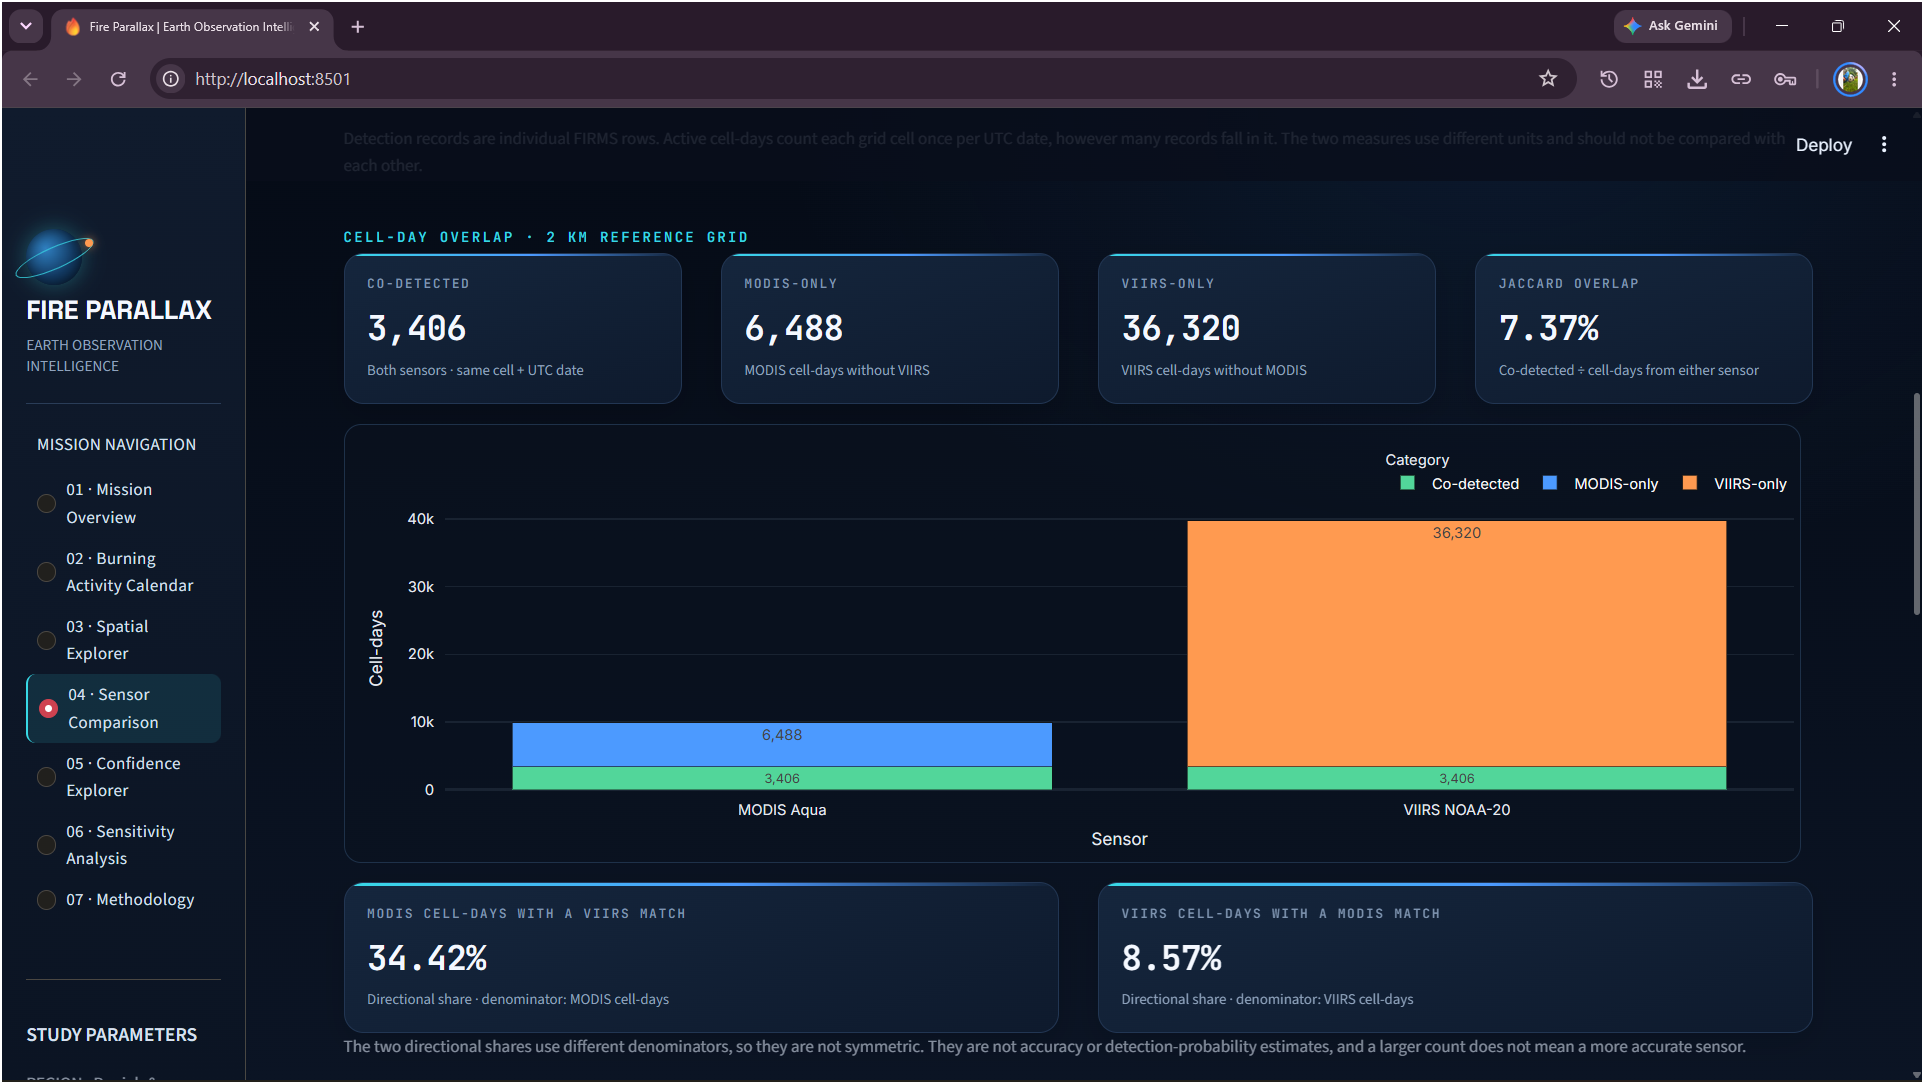 Fire Parallax | Earth Observation Intelli
Ask Gemini
http://localhost:8501
Deploy
Detection records are individual FIRMS rows. Active cell-days count each grid cell once per UTC date, however many records fall in it. The two measures use different units and should not be compared with
each other.
FIRE PARALLAX
EARTH OBSERVATION
INTELLIGENCE
MISSION NAVIGATION
01 · Mission
Overview
02 · Burning
Activity Calendar
03 · Spatial
Explorer
04 · Sensor
Comparison
05 · Confidence
Explorer
06 · Sensitivity
Analysis
07 · Methodology
STUDY PARAMETERS
CELL-DAY OVERLAP · 2 KM REFERENCE GRID
CO-DETECTED
3,406
Both sensors · same cell + UTC date
MODIS-ONLY
6,488
MODIS cell-days without VIIRS
VIIRS-ONLY
36,320
VIIRS cell-days without MODIS
JACCARD OVERLAP
7.37%
Co-detected ÷ cell-days from either sensor
Category
Co-detected
MODIS-only
VIIRS-only
40k
30k
20k
10k
0
Cell-days
36,320
6,488
3,406
3,406
MODIS Aqua
VIIRS NOAA-20
Sensor
MODIS CELL-DAYS WITH A VIIRS MATCH
34.42%
Directional share · denominator: MODIS cell-days
VIIRS CELL-DAYS WITH A MODIS MATCH
8.57%
Directional share · denominator: VIIRS cell-days
The two directional shares use different denominators, so they are not symmetric. They are not accuracy or detection-probability estimates, and a larger count does not mean a more accurate sensor.